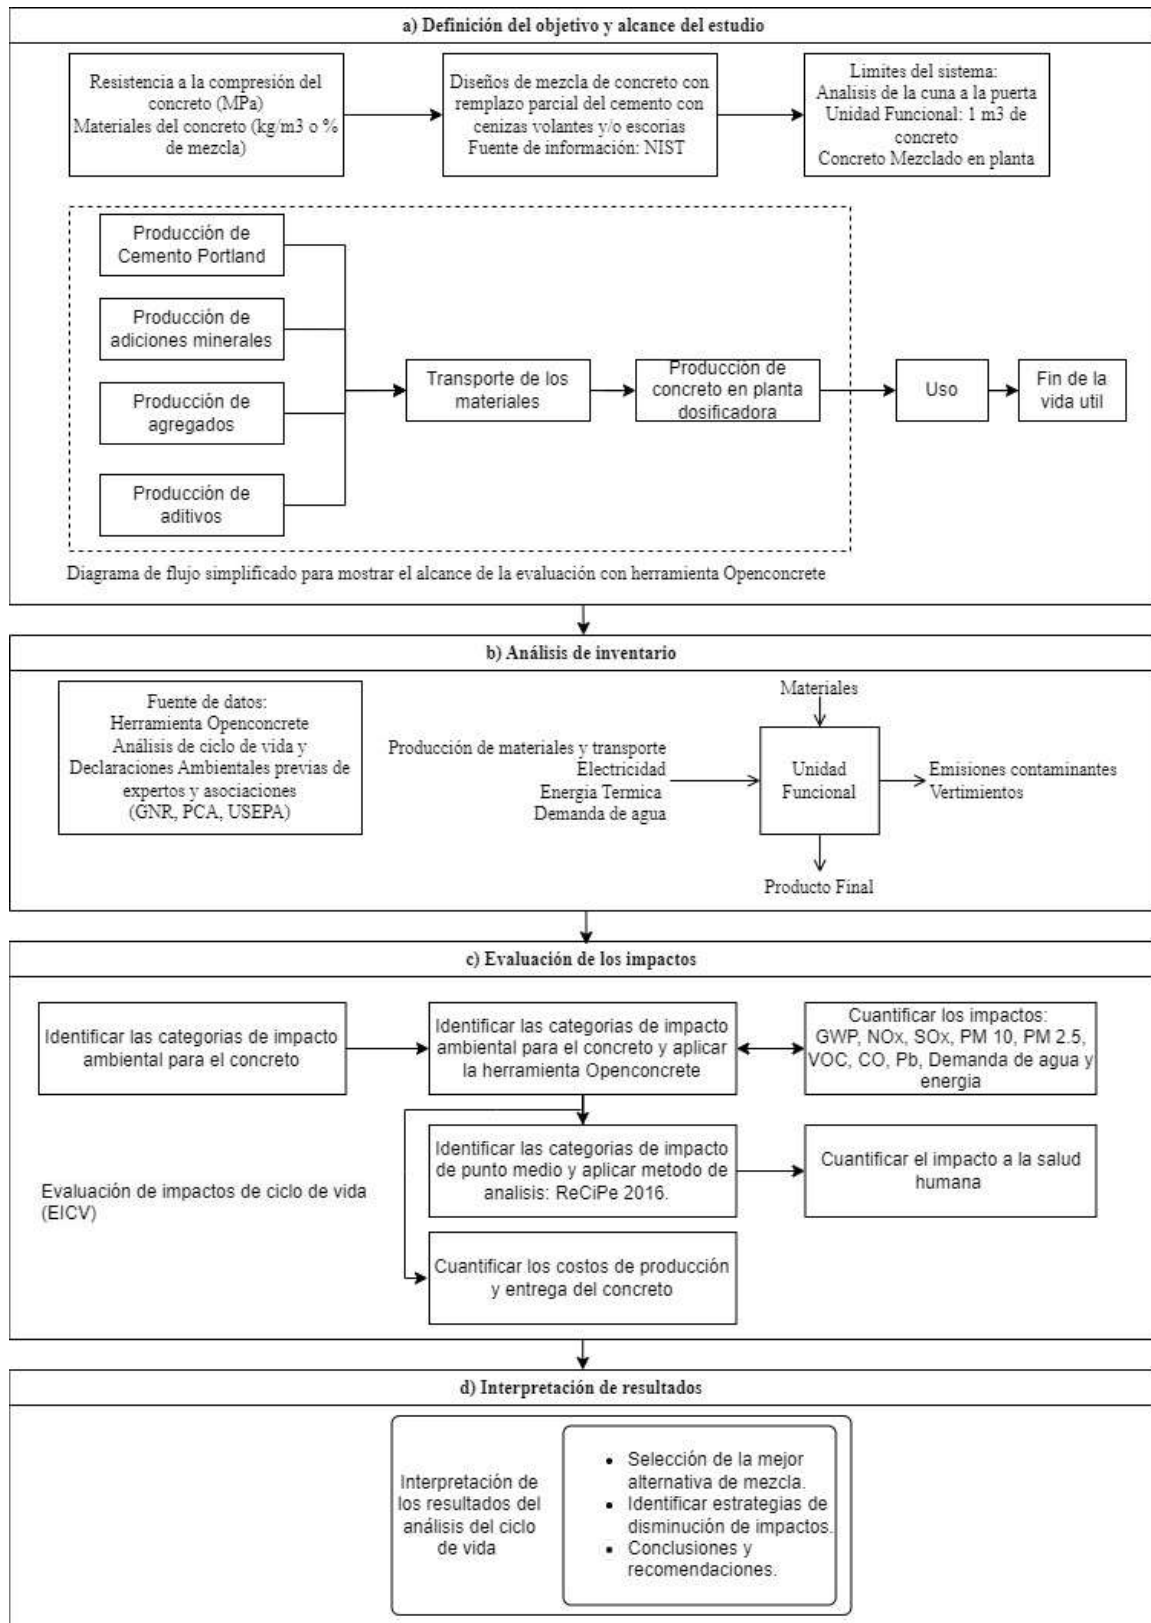 a) Definición del objetivo y alcance del estudio
Resistencia a la compresión del
concreto (MPa)
Materiales del concreto (kg/m3 o %
de mezcla)
Diseños de mezcla de concreto con
remplazo parcial del cemento con
cenizas volantes y/o escorias
Fuente de información: NIST
Limites del sistema:
Analisis de la cuna a la puerta
Unidad Funcional: 1 m3 de
concreto
Concreto Mezclado en planta
Producción de
Cemento Portland
Producción de
adiciones minerales
Producción de
agregados
Producción de
aditivos
Transporte de los
materiales
Producción de
concreto en planta
dosificadora
Uso
Fin de la
vida util
Diagrama de flujo simplificado para mostrar el alcance de la evaluación con herramienta Openconcrete
b) Análisis de inventario
Fuente de datos:
Herramienta Openconcrete
Análisis de ciclo de vida y
Declaraciones Ambientales previas de
expertos y asociaciones
(GNR, PCA, USEPA)
Materiales
Producción de materiales y transporte
Electricidad
Energia Termica
Demanda de agua
Unidad
Funcional
Emisiones contaminantes
Vertimientos
Producto Final
c) Evaluación de los impactos
Identificar las categorias de impacto
ambiental para el concreto
Identificar las categorias de impacto
ambiental para el concreto y aplicar
la herramienta Openconcrete
Cuantificar los impactos:
GWP, NOx, SOx, PM 10, PM 2.5,
VOC, CO, Pb, Demanda de agua y
energia
Identificar las categorias de impacto
de punto medio y aplicar metodo de
analisis: ReCiPe 2016.
Cuantificar el impacto a la salud
humana
Evaluación de impactos de ciclo de vida
(EICV)
Cuantificar los costos de producción
y entrega del concreto
d) Interpretación de resultados
Interpretación de
los resultados del
análisis del ciclo
de vida
• Selección de la mejor
alternativa de mezcla.
• Identificar estrategias de
disminución de impactos.
• Conclusiones y
recomendaciones.